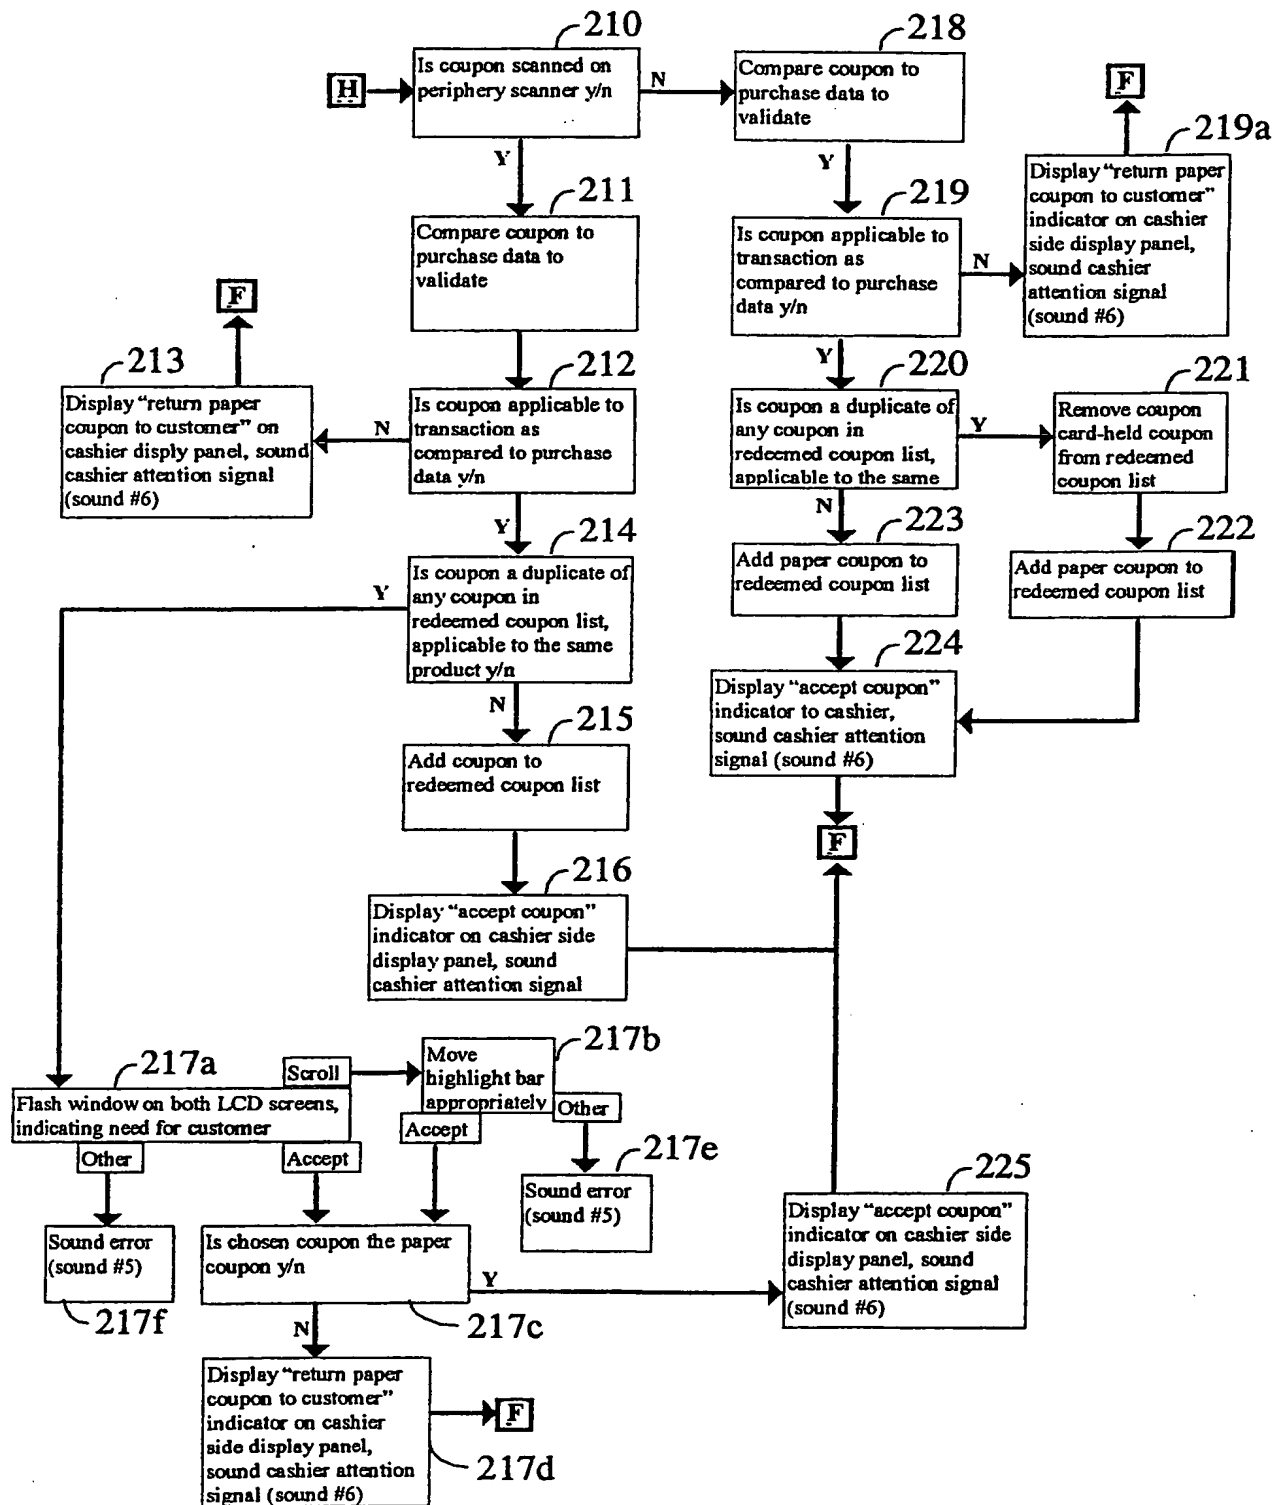 210
H
Is coupon scanned on
periphery scanner y/n
N
Y
218
Compare coupon to
purchase data to
validate
Y
F
219a
Display "return paper
coupon to customer"
indicator on cashier
side display panel,
sound cashier
attention signal
(sound #6)
211
Compare coupon to
purchase data to
validate
219
Is coupon applicable to
transaction as
compared to purchase
data y/n
N
Y
F
213
Display "return paper
coupon to customer" on
cashier disply panel, sound
cashier attention signal
(sound #6)
212
Is coupon applicable to
transaction as
compared to purchase
data y/n
N
Y
220
Is coupon a duplicate of
any coupon in
redeemed coupon list,
applicable to the same
Y
N
221
Remove coupon
card-held coupon
from redeemed
coupon list
214
Is coupon a duplicate of
any coupon in
redeemed coupon list,
applicable to the same
product y/n
Y
N
223
Add paper coupon to
redeemed coupon list
222
Add paper coupon to
redeemed coupon list
224
Display "accept coupon"
indicator to cashier,
sound cashier attention
signal (sound #6)
F
215
Add coupon to
redeemed coupon list
216
Display "accept coupon"
indicator on cashier side
display panel, sound
cashier attention signal
217a
Scroll
Flash window on both LCD screens,
indicating need for customer
Other
Accept
217b
Move
highlight bar
appropriately
Other
Accept
217e
Sound error
(sound #5)
Sound error
(sound #5)
217f
Is chosen coupon the paper
coupon y/n
Y
N
217c
225
Display "accept coupon"
indicator on cashier side
display panel, sound
cashier attention signal
(sound #6)
Display "return paper
coupon to customer"
indicator on cashier
side display panel,
sound cashier attention
signal (sound #6)
F
217d